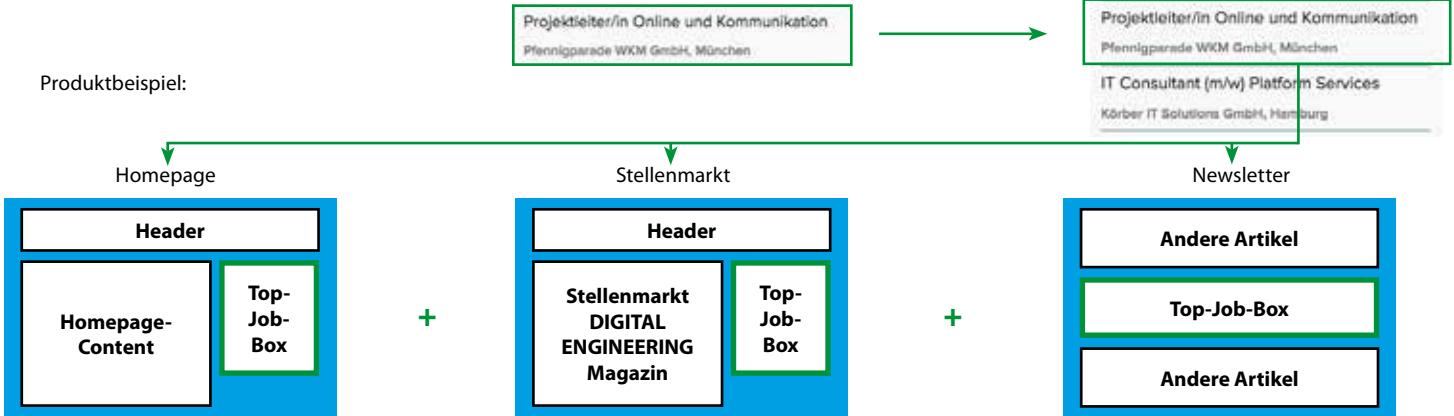 Projektleiter/in Online und Kommunikation
Pfennigparade WKM GmbH, München
Projektleiter/in Online und Kommunikation
Pfennigparade WKM GmbH, München
IT Consultant (m/w) Platform Services
Körber IT Solutions GmbH, Hamburg
Produktbeispiel:
Homepage
Header
Homepage-
Content
Top-
Job-
Box
+
Stellenmarkt
Header
Stellenmarkt
DIGITAL
ENGINEERING
Magazin
Top-
Job-
Box
+
Newsletter
Andere Artikel
Top-Job-Box
Andere Artikel